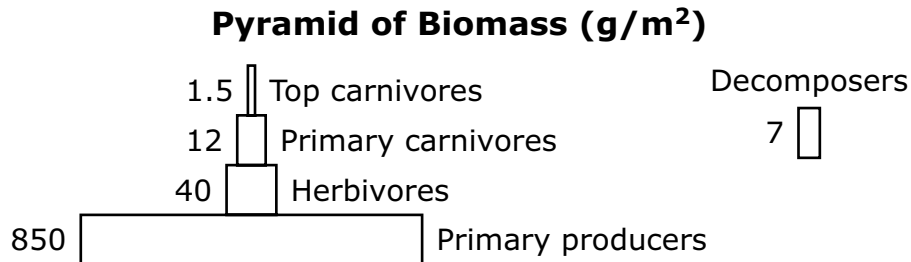 Pyramid of Biomass (g/m²)
1.5 Top carnivores
12 Primary carnivores
40 Herbivores
850 Primary producers
Decomposers
7